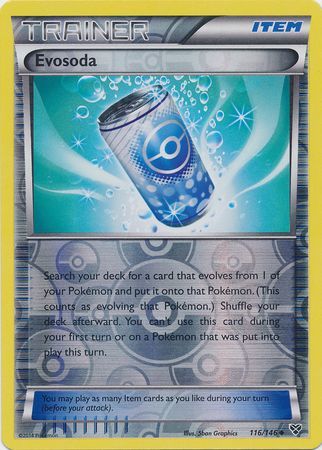 TRAINER
ITEM
Evosoda
Search your deck for a card that evolves from 1 of
your Pokémon and put it onto that Pokémon. (This
counts as evolving that Pokémon.) Shuffle your
deck afterward. You can't use this card during
your first turn or on a Pokémon that was put into
play this turn.
You may play as many Item cards as you like during your turn
(before your attack).
©2014 Pokémon
Illus. 5ban Graphics
116/146
XY